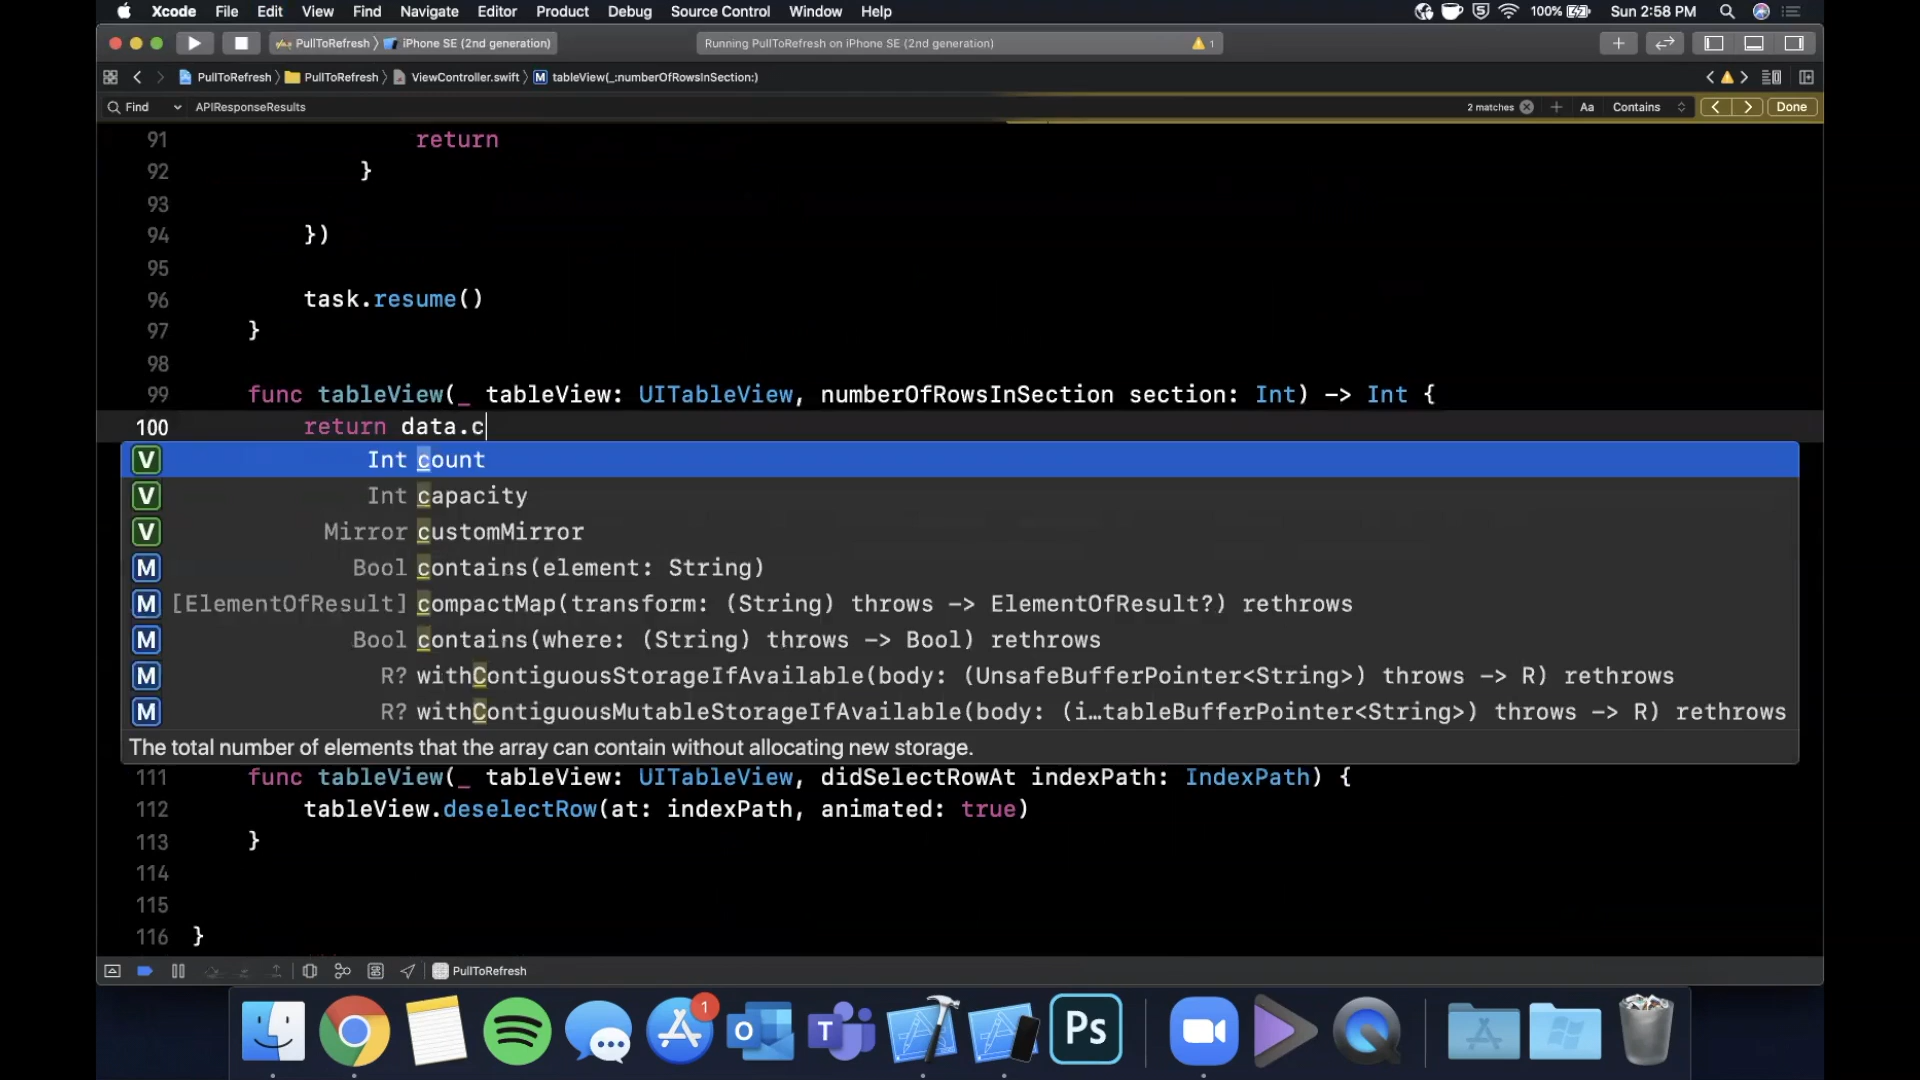 Xcode File Edit View Find Navigate Editor Product Debug Source Control Window Help 100% Sun 2:58 PM
PullToRefresh iPhone SE (2nd generation) Running PullToRefresh on iPhone SE (2nd generation) 1
PullToRefresh PullToRefresh ViewController.swift M tableView(_:numberOfRowsInSection:)
Find APIResponseResults 2 matches Aa Contains Done
91 return
92 }
93
94 })
95
96 task.resume()
97 }
98
99 func tableView(_ tableView: UITableView, numberOfRowsInSection section: Int) -> Int {
100 return data.c
V Int count
V Int capacity
V Mirror customMirror
M Bool contains(element: String)
M [ElementOfResult] compactMap(transform: (String) throws -> ElementOfResult?) rethrows
M Bool contains(where: (String) throws -> Bool) rethrows
M R? withContiguousStorageIfAvailable(body: (UnsafeBufferPointer<String>) throws -> R) rethrows
M R? withContiguousMutableStorageIfAvailable(body: (i…tableBufferPointer<String>) throws -> R) rethrows
The total number of elements that the array can contain without allocating new storage.
111 func tableView(_ tableView: UITableView, didSelectRowAt indexPath: IndexPath) {
112 tableView.deselectRow(at: indexPath, animated: true)
113 }
114
115
116 }
PullToRefresh
1
Ps